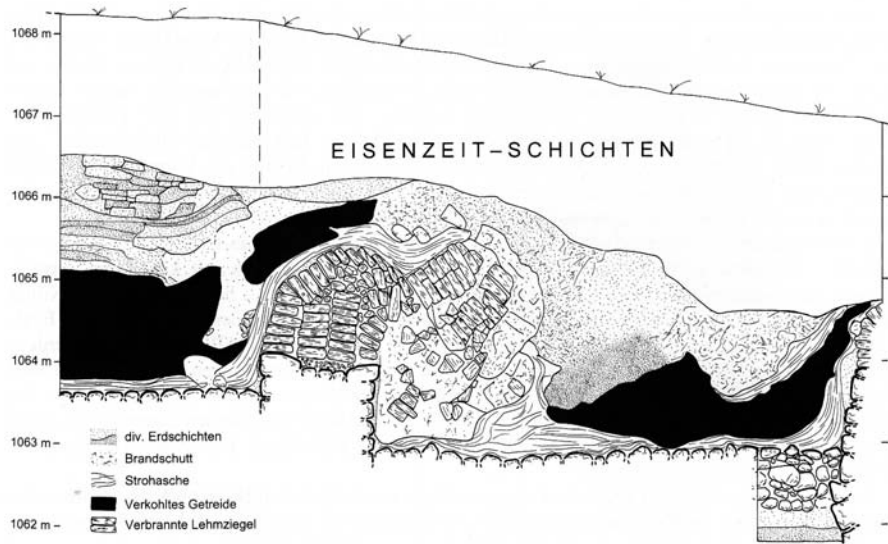 1068 m
1067 m
EISENZEIT–SCHICHTEN
1066 m
1065 m
1064 m
1063 m
1062 m
div. Erdschichten
Brandschutt
Strohasche
Verkohltes Getreide
Verbrannte Lehmziegel